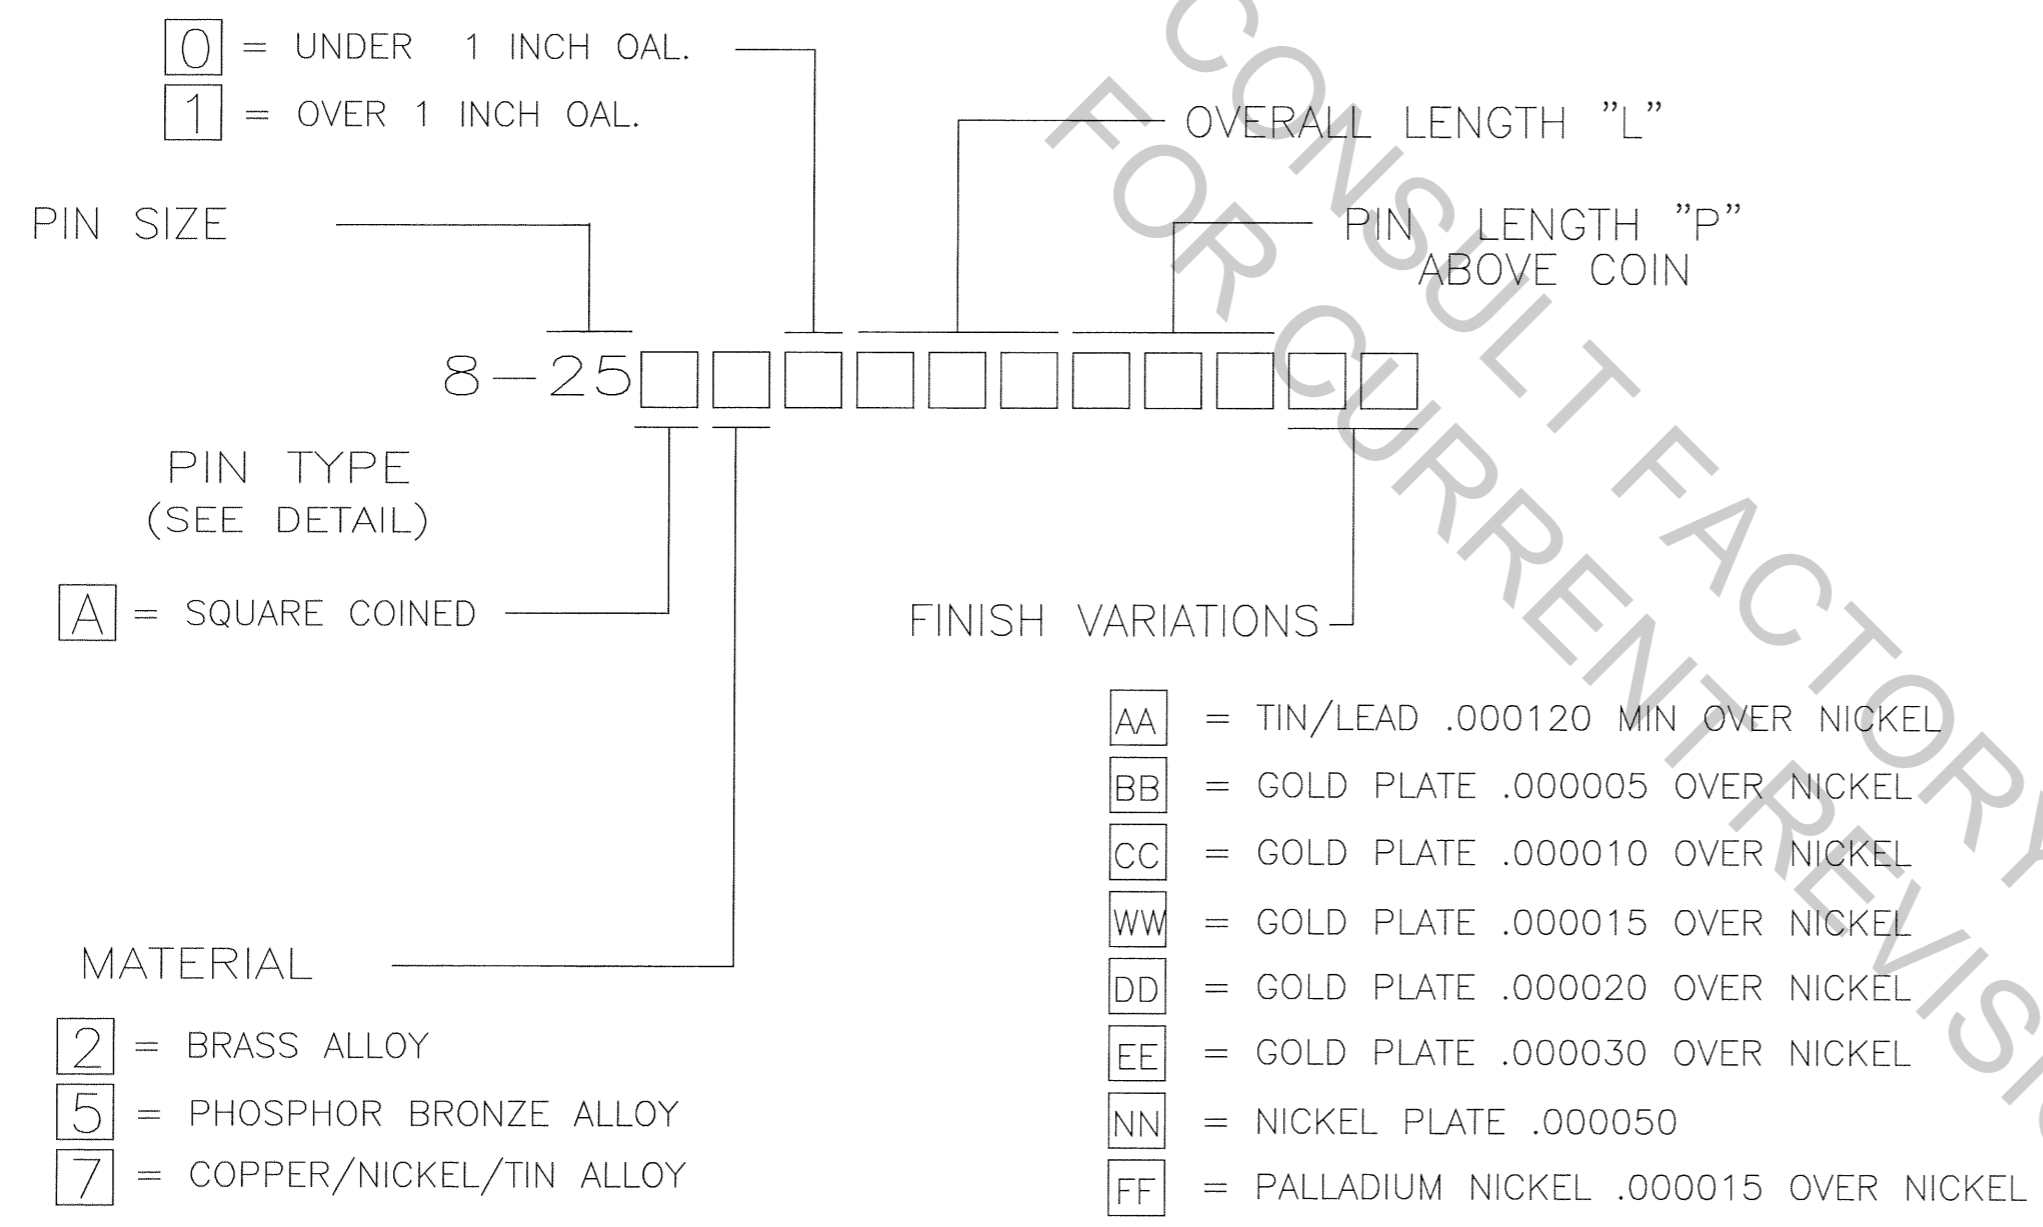 0 = UNDER 1 INCH OAL.
1 = OVER 1 INCH OAL.
OVERALL LENGTH "L"
PIN SIZE
PIN LENGTH "P"
ABOVE COIN
8-25
PIN TYPE
(SEE DETAIL)
A = SQUARE COINED
FINISH VARIATIONS
AA = TIN/LEAD .000120 MIN OVER NICKEL
BB = GOLD PLATE .000005 OVER NICKEL
CC = GOLD PLATE .000010 OVER NICKEL
WW = GOLD PLATE .000015 OVER NICKEL
DD = GOLD PLATE .000020 OVER NICKEL
EE = GOLD PLATE .000030 OVER NICKEL
NN = NICKEL PLATE .000050
FF = PALLADIUM NICKEL .000015 OVER NICKEL
MATERIAL
2 = BRASS ALLOY
5 = PHOSPHOR BRONZE ALLOY
7 = COPPER/NICKEL/TIN ALLOY
CONSULT FACTORY
FOR CURRENT